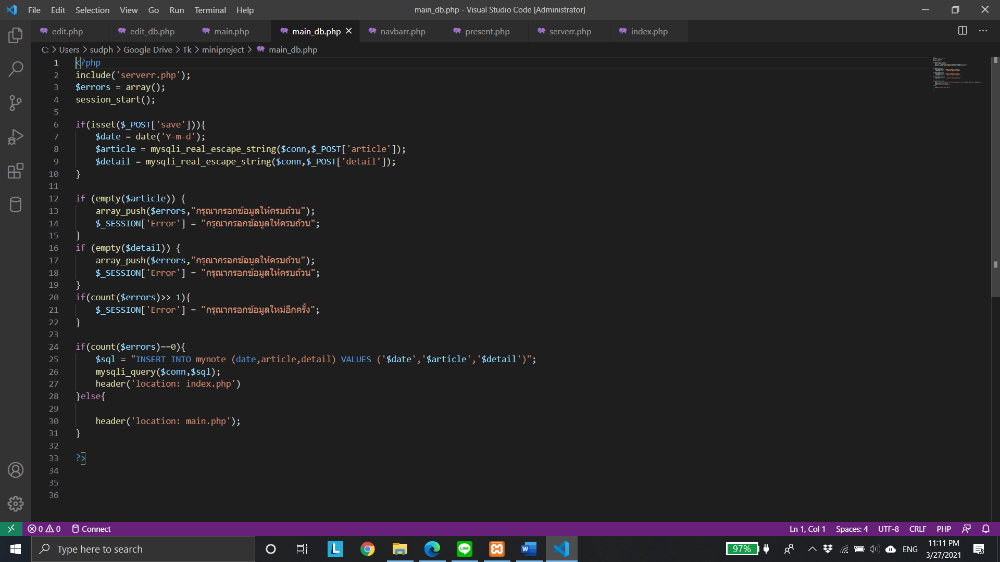 File Edit Selection View Go Run Terminal Help
main_db.php - Visual Studio Code [Administrator]
edit.php edit_db.php main.php main_db.php navbarr.php present.php serverr.php index.php
C: > Users > sudph > Google Drive > Tk > miniproject > main_db.php
1 <?php
2 include('serverr.php');
3 $errors = array();
4 session_start();
5
6 if(isset($_POST['save'])){
7 $date = date('Y-m-d');
8 $article = mysqli_real_escape_string($conn,$_POST['article']);
9 $detail = mysqli_real_escape_string($conn,$_POST['detail']);
10 }
11
12 if (empty($article)) {
13 array_push($errors,"กรุณากรอกข้อมูลให้ครบถ้วน");
14 $_SESSION['Error'] = "กรุณากรอกข้อมูลให้ครบถ้วน";
15 }
16 if (empty($detail)) {
17 array_push($errors,"กรุณากรอกข้อมูลให้ครบถ้วน");
18 $_SESSION['Error'] = "กรุณากรอกข้อมูลให้ครบถ้วน";
19 }
20 if(count($errors)>> 1){
21 $_SESSION['Error'] = "กรุณากรอกข้อมูลใหม่อีกครั้ง";
22 }
23
24 if(count($errors)==0){
25 $sql = "INSERT INTO mynote (date,article,detail) VALUES ('$date','$article','$detail')";
26 mysqli_query($conn,$sql);
27 header('location: index.php')
28 }else{
29
30 header('location: main.php');
31 }
32
33 ?>
34
35
36
0 0 Connect
Ln 1, Col 1 Spaces: 4 UTF-8 CRLF PHP
Type here to search
L
LINE
W
97%
ENG
11:11 PM
3/27/2021